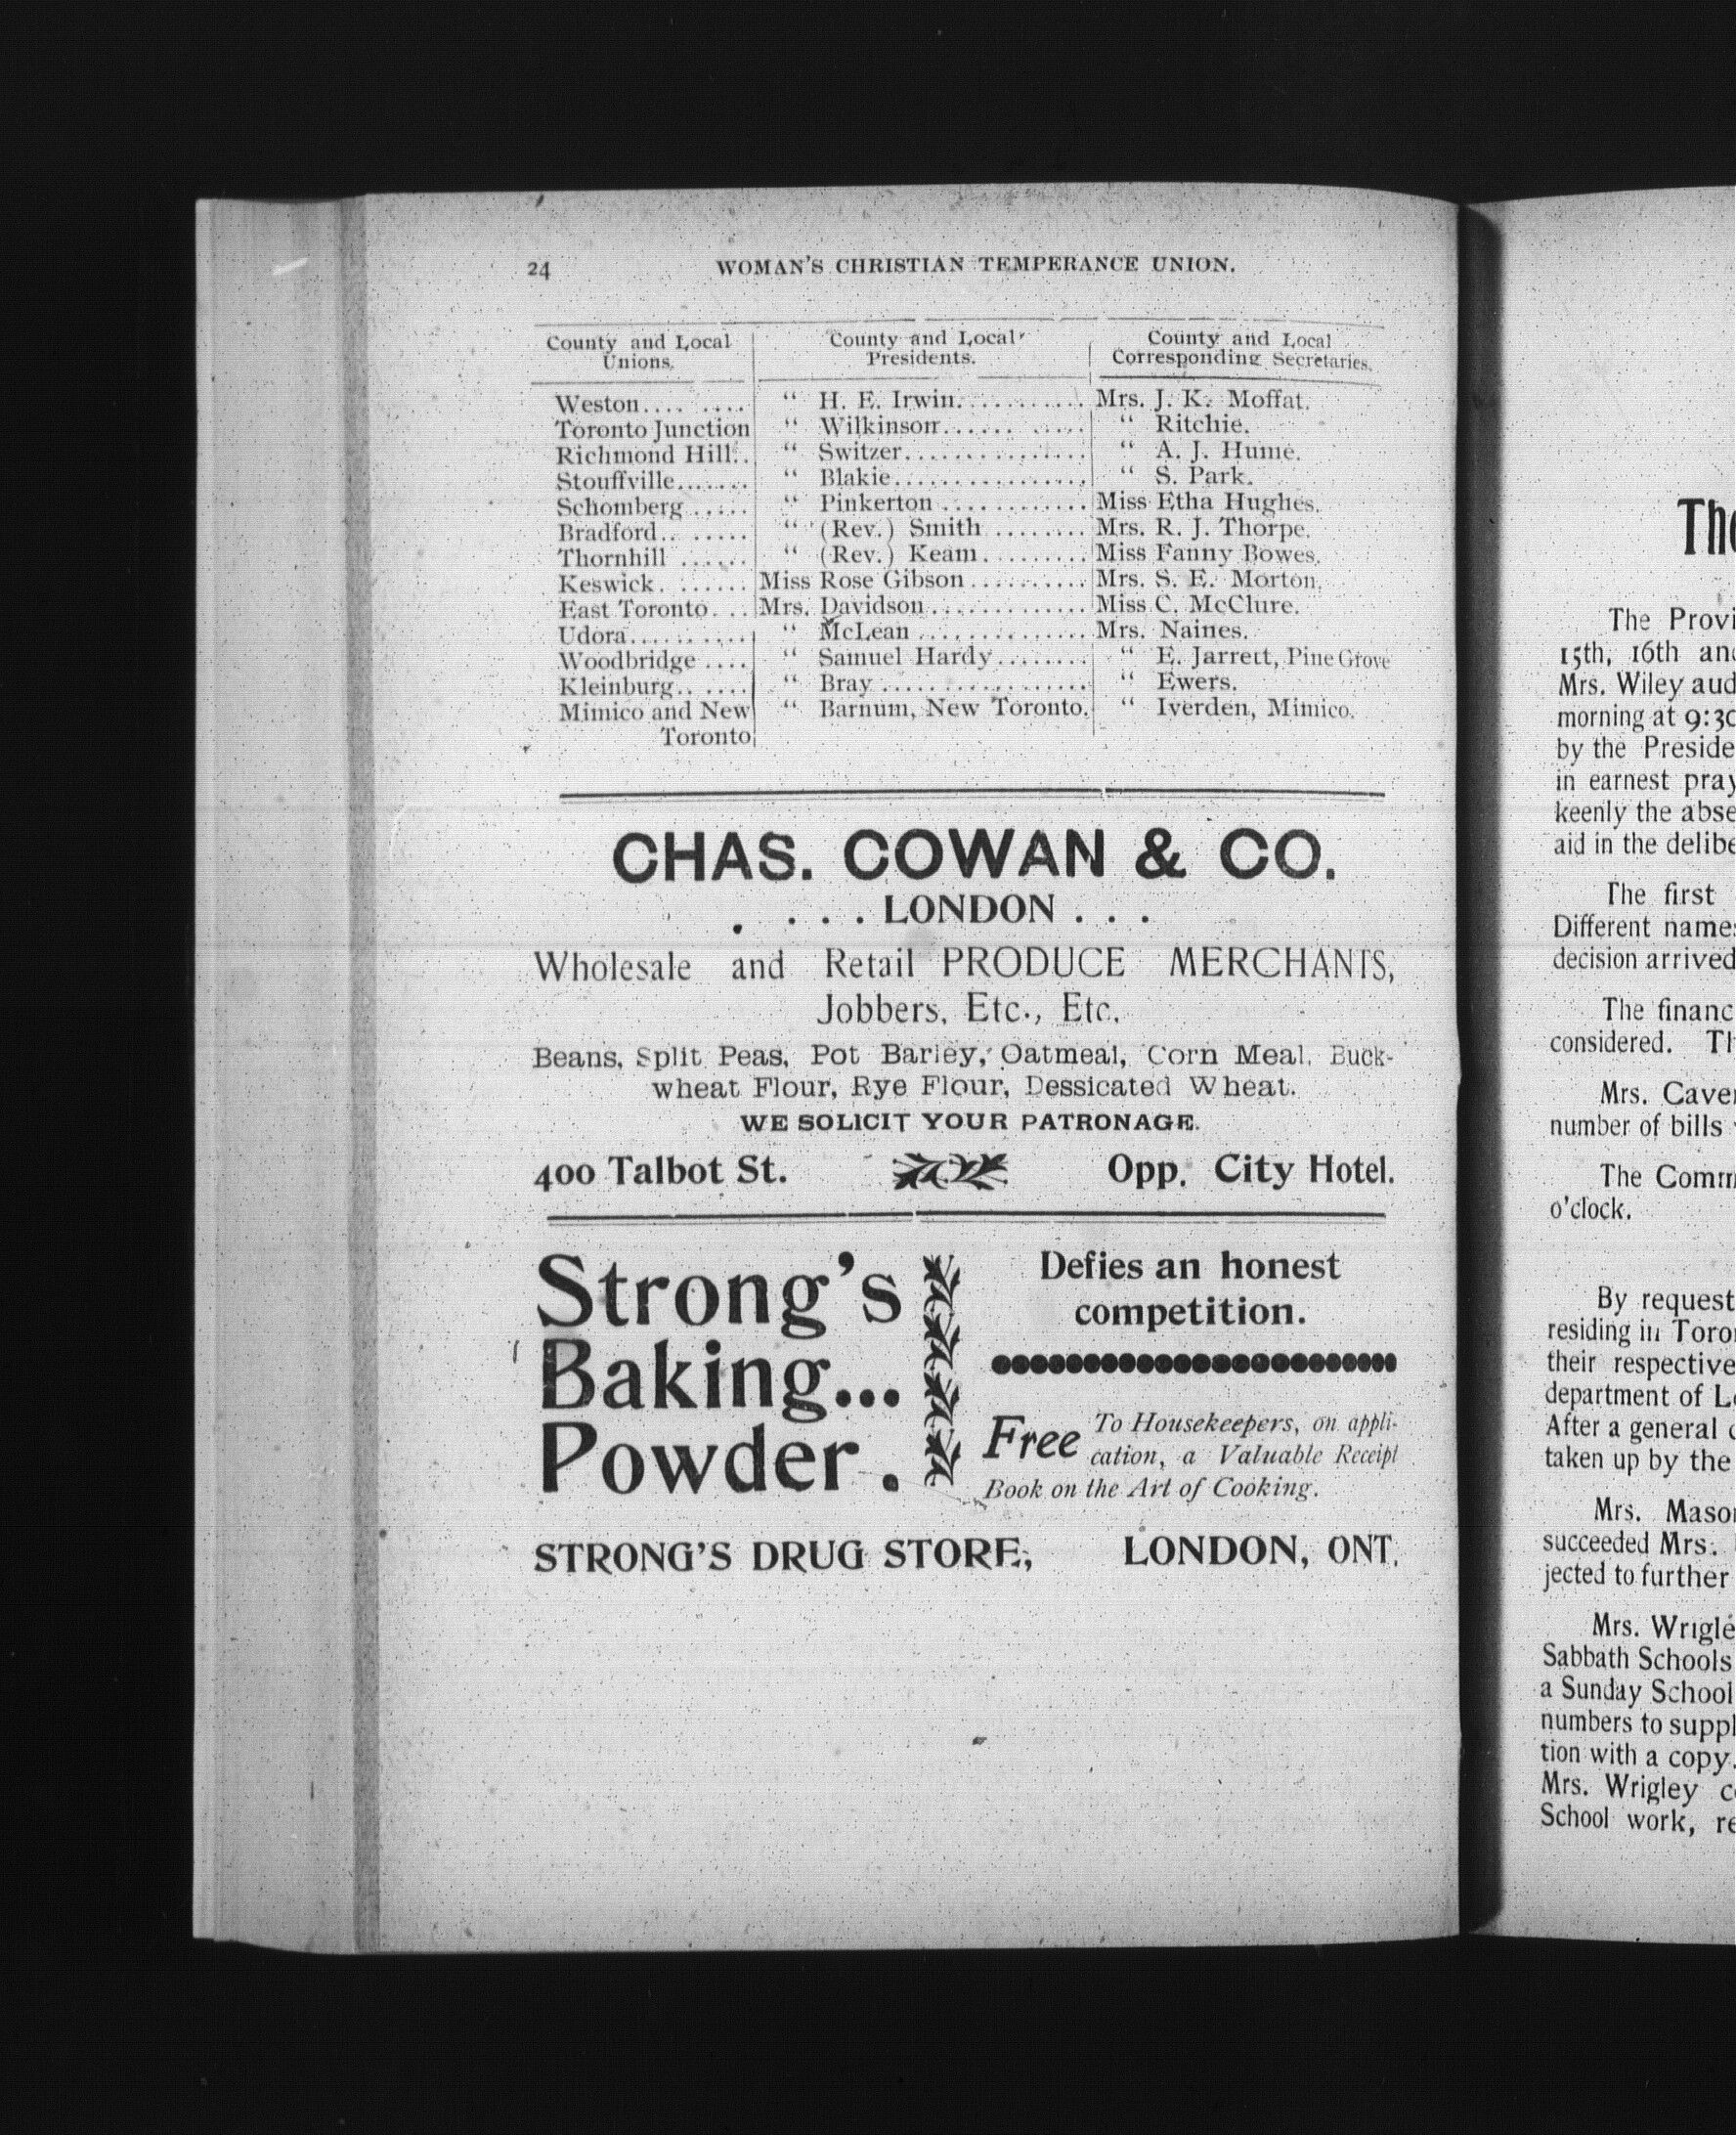 24 WOMAN'S CHRISTIAN TEMPERANCE UNION.
County and Local Unions. County and Local Presidents. County and Local Corresponding Secretaries.
Weston.... .... " H. E. Irwin........... Mrs. J. K. Moffat.
Toronto Junction " Wilkinson...... ..... " Ritchie.
Richmond Hill.. " Switzer............... " A. J. Hume.
Stouffville....... " Blakie................ " S. Park.
Schomberg ..... " Pinkerton ............ Miss Etha Hughes.
Bradford.. ..... " (Rev.) Smith ........ Mrs. R. J. Thorpe.
Thornhill ...... " (Rev.) Keam......... Miss Fanny Bowes.
Keswick. ...... Miss Rose Gibson .......... Mrs. S. E. Morton.
East Toronto. .. Mrs. Davidson............. Miss C. McClure.
Udora.......... " McLean .............. Mrs. Naines.
Woodbridge .... " Samuel Hardy........ " E. Jarrett, Pine Grove
Kleinburg.. .... " Bray .................. " Ewers.
Mimico and New " Barnum, New Toronto. " Iverden, Mimico.
Toronto
CHAS. COWAN & CO.
. . . . LONDON . . .
Wholesale and Retail PRODUCE MERCHANTS,
Jobbers, Etc., Etc.
Beans, Split Peas, Pot Barley, Oatmeal, Corn Meal, Buck-
wheat Flour, Rye Flour, Dessicated Wheat.
WE SOLICIT YOUR PATRONAGE.
400 Talbot St. Opp. City Hotel.
Strong's
Baking...
Powder .
Defies an honest
competition.
Free To Housekeepers, on appli-
cation, a Valuable Receipt
Book on the Art of Cooking.
STRONG'S DRUG STORE, LONDON, ONT.
The
The Provi
15th, 16th and
Mrs. Wiley aud
morning at 9:30
by the Preside
in earnest pray
keenly the abse
aid in the delibe
The first
Different names
decision arrived
The financ
considered. Th
Mrs. Caver
number of bills
The Comm
o'clock.
By request
residing in Toro
their respective
department of Le
After a general
taken up by the
Mrs. Mason
succeeded Mrs.
jected to further
Mrs. Wrigle
Sabbath Schools
a Sunday School
numbers to suppl
tion with a copy.
Mrs. Wrigley c
School work, re